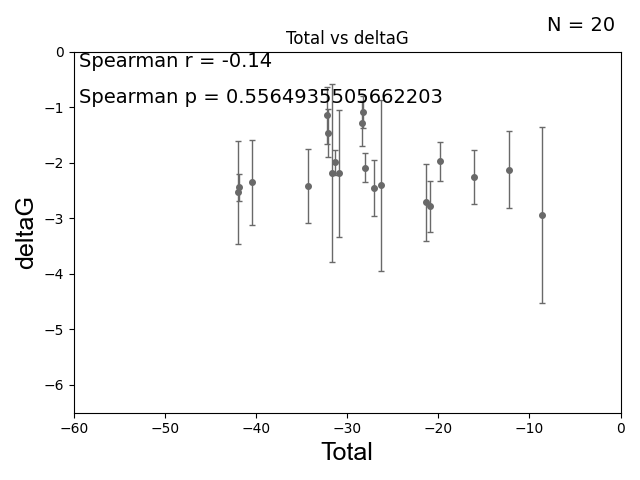 N = 20
Total vs deltaG
Spearman r = -0.14
Spearman p = 0.5564935505662203
deltaG
0
−1
−2
−3
−4
−5
−6
−60
−50
−40
−30
−20
−10
0
Total